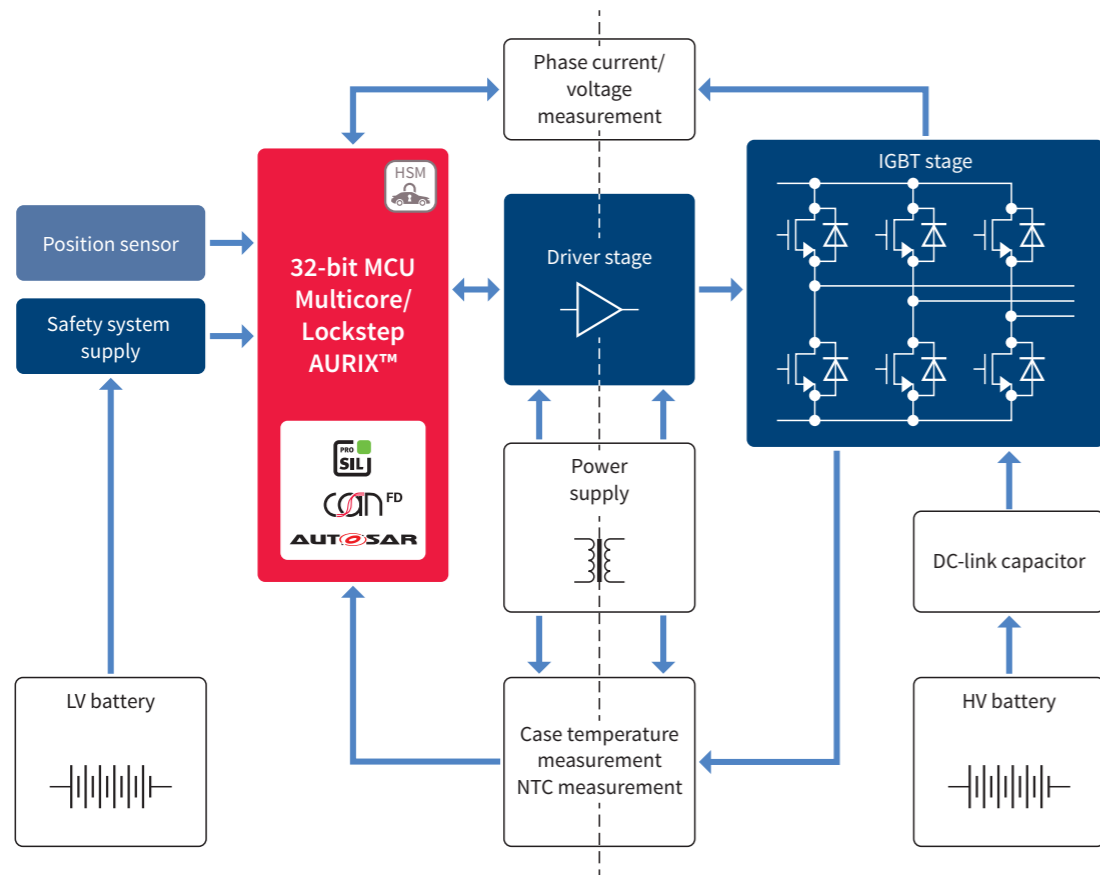 Phase current/
voltage
measurement
HSM
IGBT stage
Position sensor
32-bit MCU
Multicore/
Lockstep
AURIX™
Driver stage
Safety system
supply
PRO
SIL
CAN FD
AUTOSAR
Power
supply
DC-link capacitor
LV battery
Case temperature
measurement
NTC measurement
HV battery